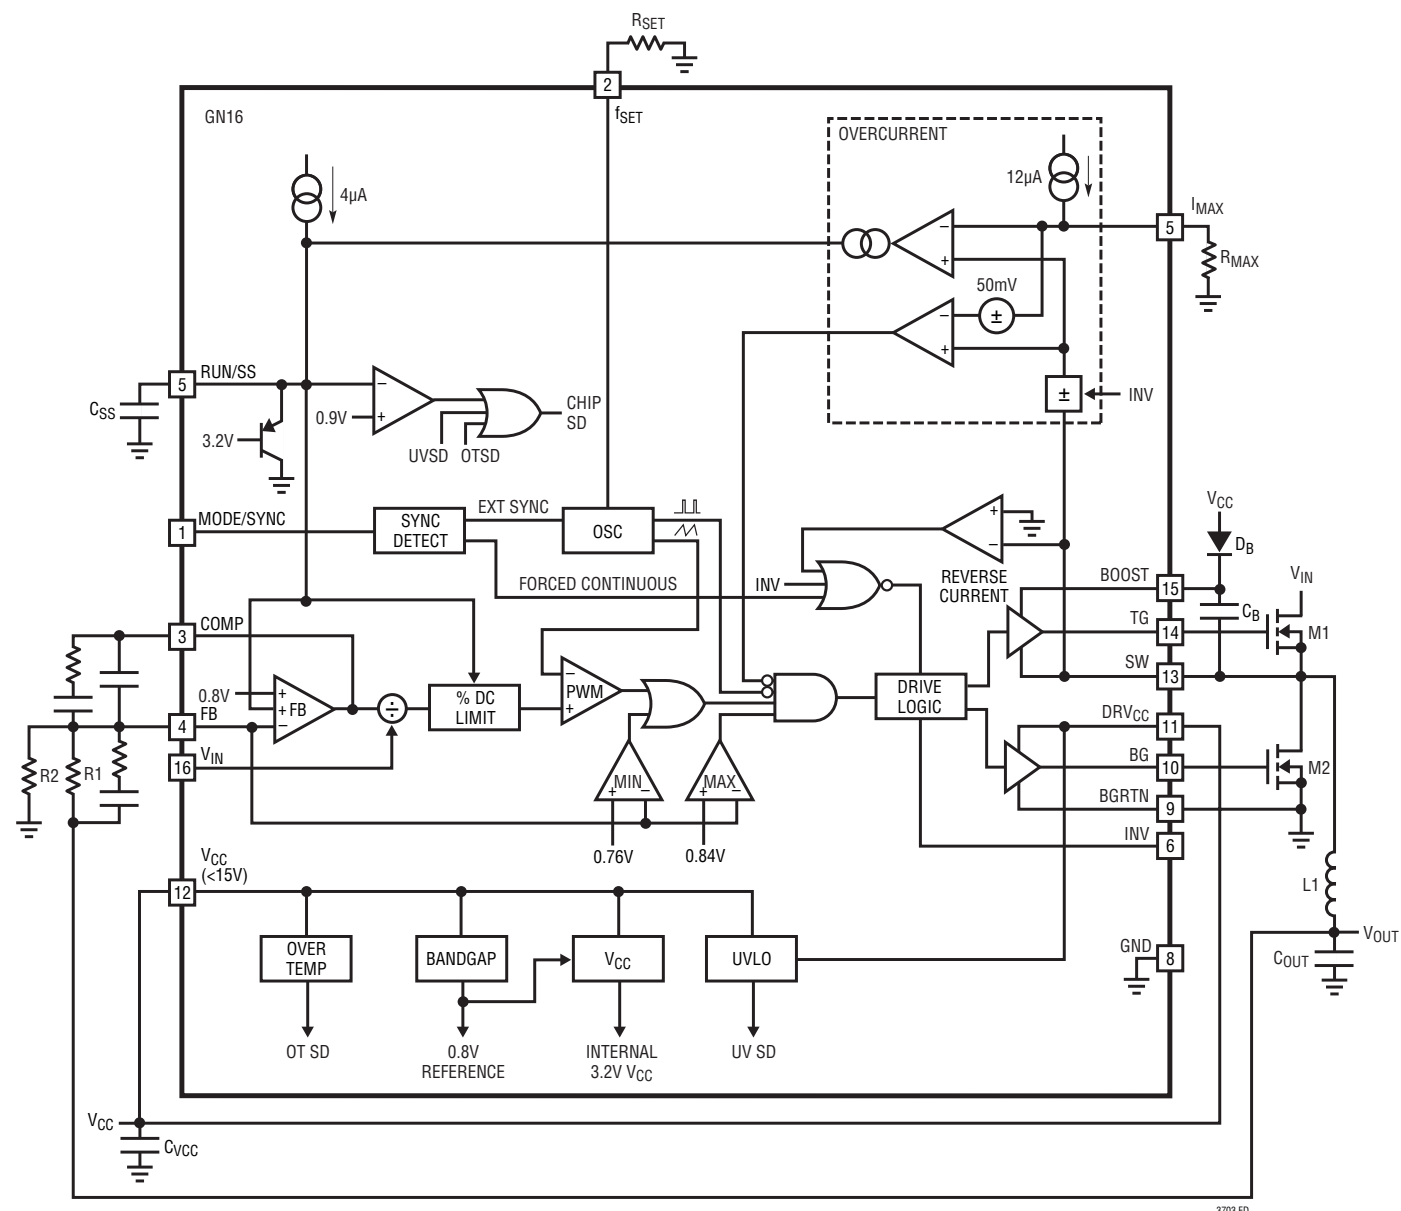 RSET
2
fSET
GN16
OVERCURRENT
4µA
12µA
IMAX
5
RMAX
−
+
50mV
±
−
+
±
INV
5
RUN/SS
CSS
−
0.9V
+
3.2V
CHIP
SD
UVSD
OTSD
1
MODE/SYNC
SYNC
DETECT
EXT SYNC
OSC
FORCED CONTINUOUS
INV
+
−
REVERSE
CURRENT
VCC
DB
BOOST
15
VIN
CB
TG
14
M1
SW
13
3
COMP
0.8V
+
+
−
FB
FB
4
÷
% DC
LIMIT
−
PWM
+
DRIVE
LOGIC
DRVCC
11
BG
10
M2
BGRTN
9
INV
6
VIN
16
R2
R1
MIN
+
−
MAX
+
−
0.76V
0.84V
VCC
(<15V)
12
L1
OVER
TEMP
BANDGAP
VCC
UVLO
GND
8
VOUT
COUT
OT SD
0.8V
REFERENCE
INTERNAL
3.2V VCC
UV SD
VCC
CVCC
3703 FD